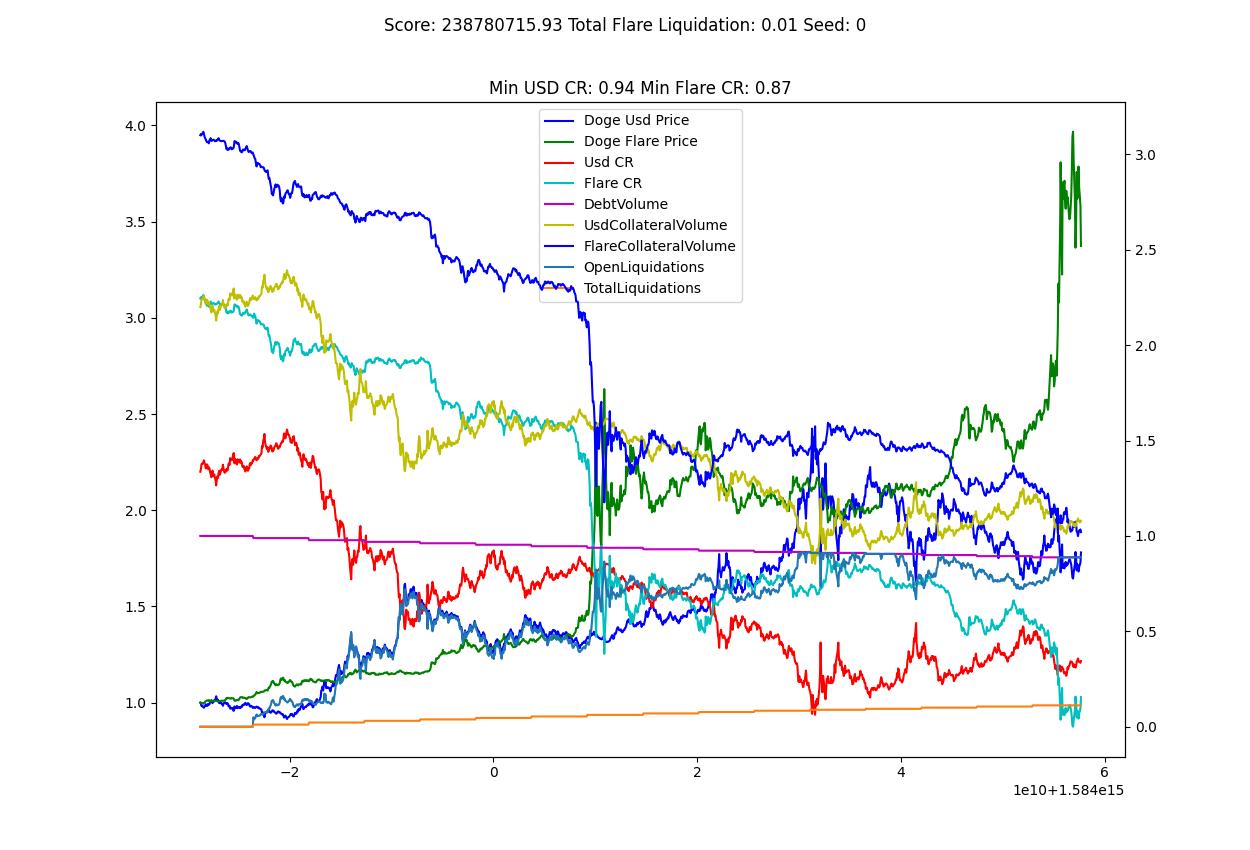 Score: 238780715.93 Total Flare Liquidation: 0.01 Seed: 0
Min USD CR: 0.94 Min Flare CR: 0.87
4.0
3.5
3.0
2.5
2.0
1.5
1.0
Doge Usd Price
Doge Flare Price
Usd CR
Flare CR
DebtVolume
UsdCollateralVolume
FlareCollateralVolume
OpenLiquidations
TotalLiquidations
3.0
2.5
2.0
1.5
1.0
0.5
0.0
−2 0 2 4 6
1e10+1.584e15